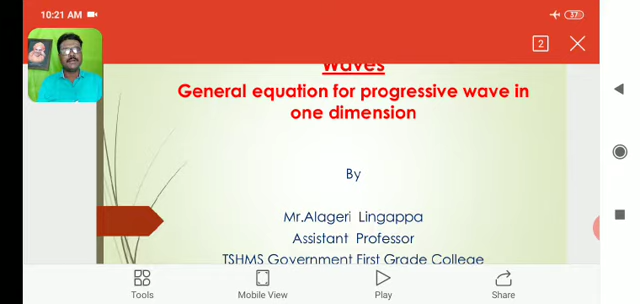 10:21 AM
37
2
Waves
General equation for progressive wave in
one dimension
By
Mr.Alageri Lingappa
Assistant Professor
TSHMS Government First Grade College
Tools
Mobile View
Play
Share